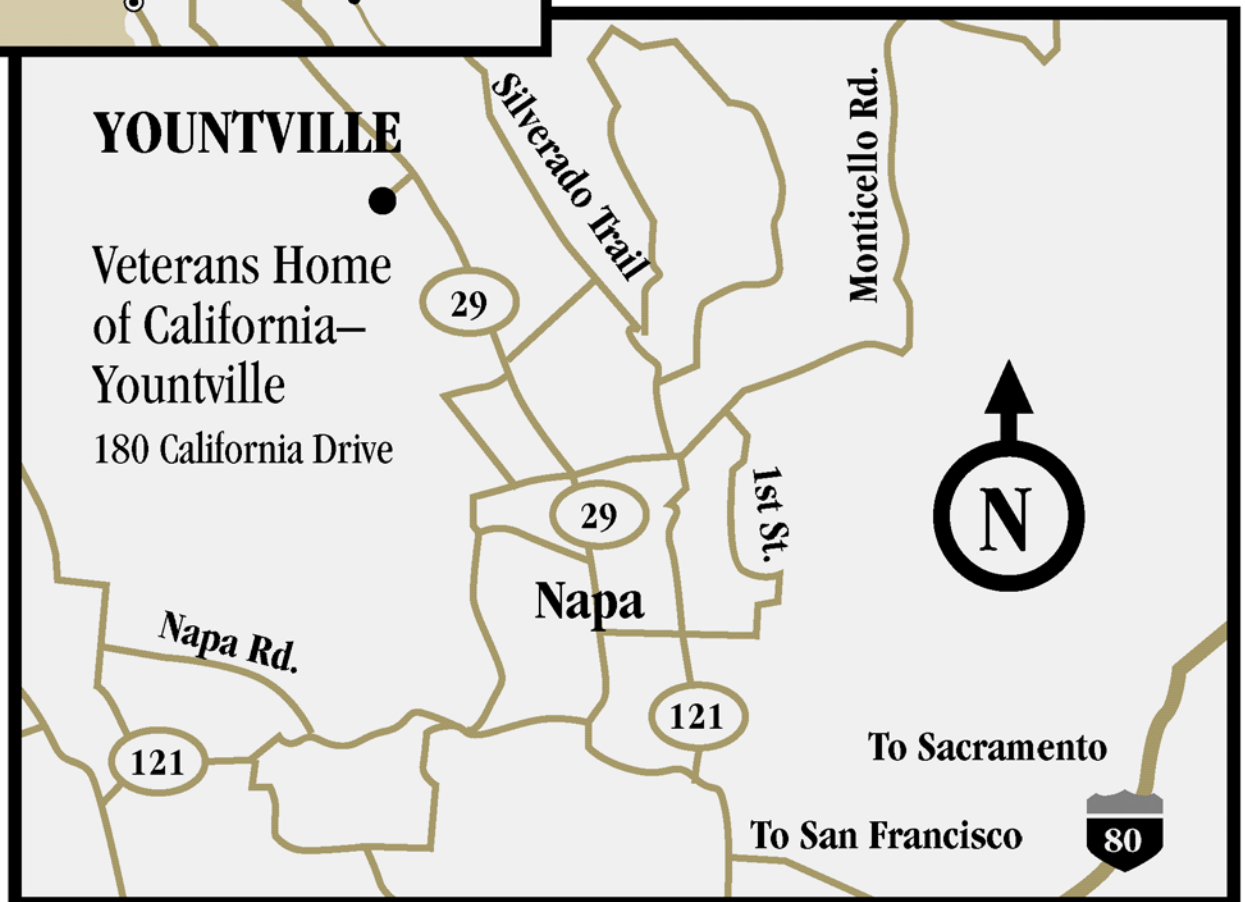 YOUNTVILLE
Veterans Home
of California–
Yountville
180 California Drive
Silverado Trail
Monticello Rd.
29
29
1st St.
N
Napa
Napa Rd.
121
121
To Sacramento
To San Francisco
80